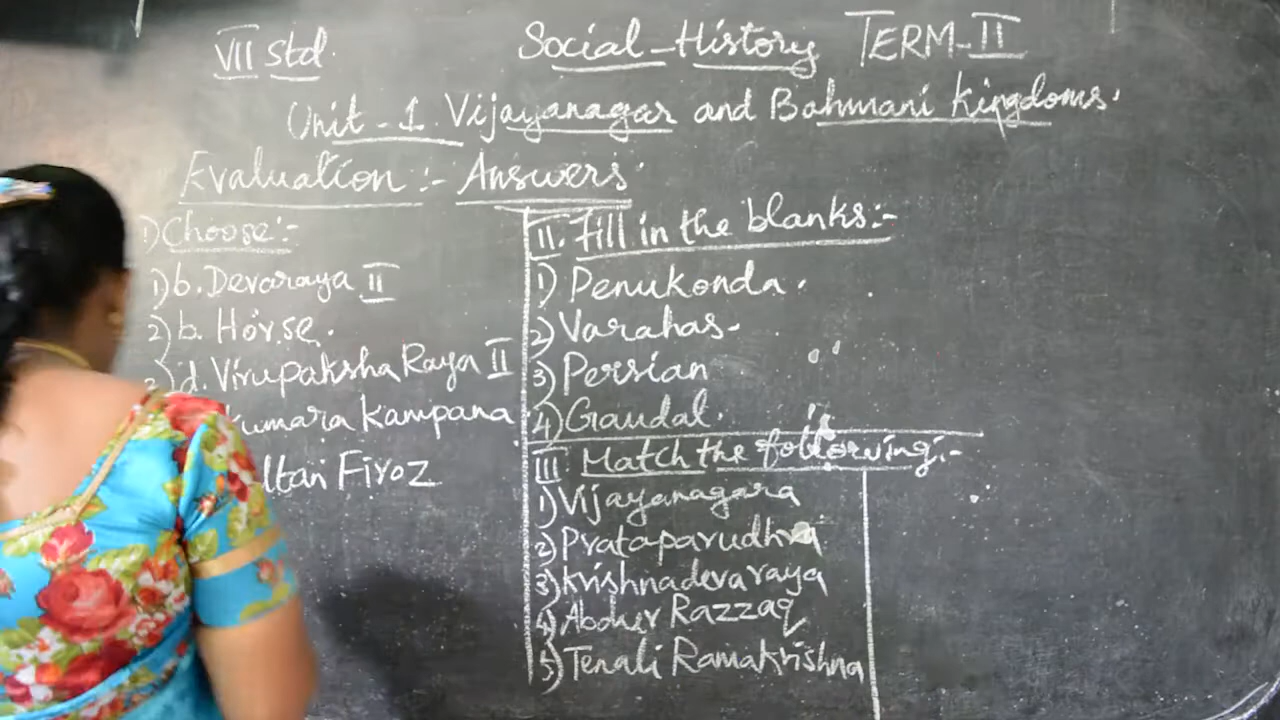 VII std.
Social-History TERM-II
Unit-1. Vijayanagar and Bahmani Kingdoms.
Evaluation:- Answers
1) Choose:-
1) b. Devaraya II
2) b. Horse.
3) d. Virupaksha Raya II
Kumara Kampana
ltan Firoz
II. Fill in the blanks:-
1) Penukonda.
2) Varahas.
3) Persian
4) Gaudal.
III Match the following:-
1) Vijayanagara
2) Prataparudhra
3) Krishnadevaraya
4) Abdur Razzaq
5) Tenali Ramakrishna